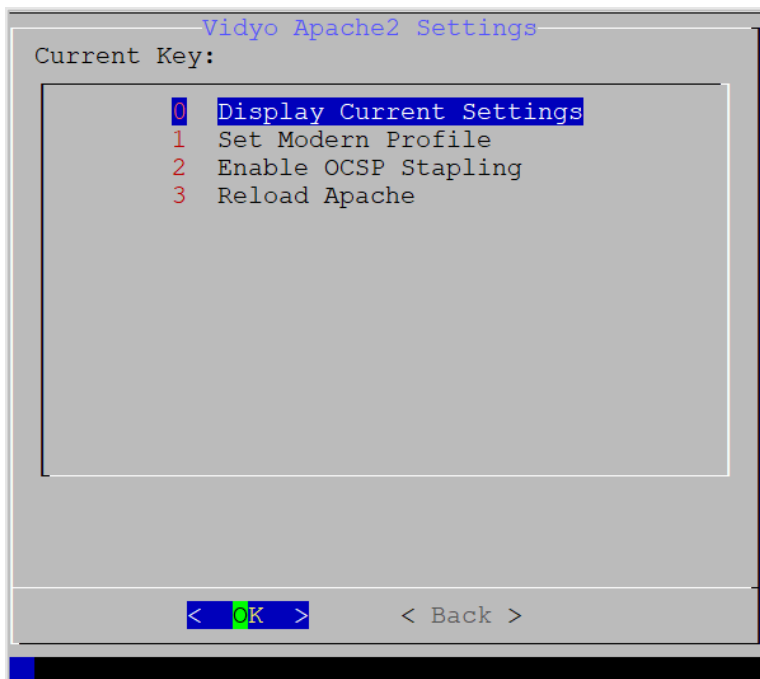 Vidyo Apache2 Settings
Current Key:
0 Display Current Settings
1 Set Modern Profile
2 Enable OCSP Stapling
3 Reload Apache
< OK > < Back >